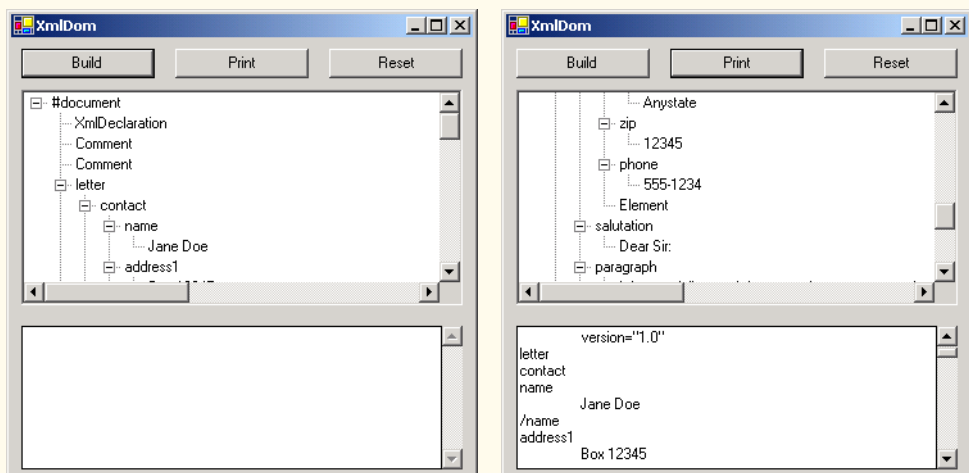 XmlDom
Build Print Reset
#document
XmlDeclaration
Comment
Comment
letter
contact
name
Jane Doe
address1
XmlDom
Build Print Reset
Anystate
zip
12345
phone
555-1234
Element
salutation
Dear Sir:
paragraph
version="1.0"
letter
contact
name
Jane Doe
/name
address1
Box 12345